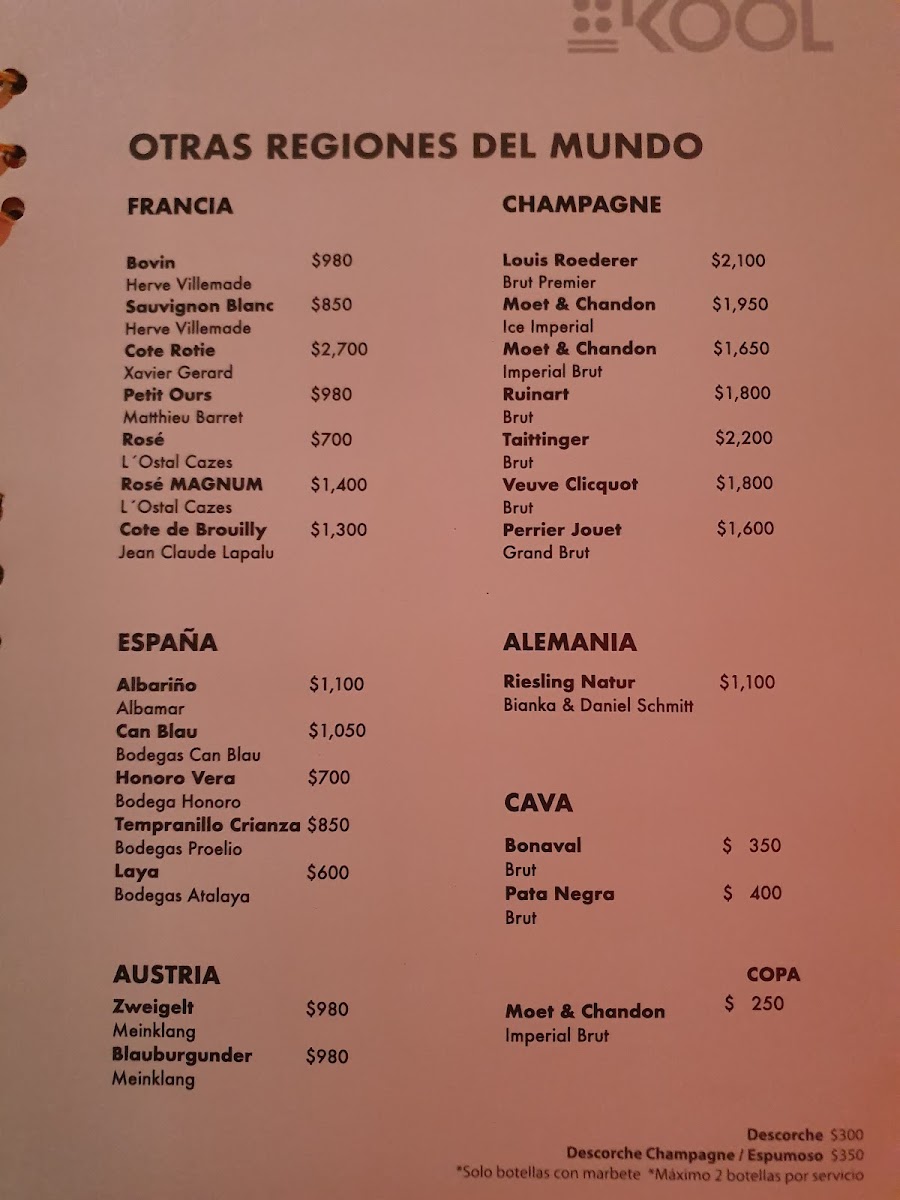 KOOL
OTRAS REGIONES DEL MUNDO
FRANCIA
Bovin $980
Herve Villemade
Sauvignon Blanc $850
Herve Villemade
Cote Rotie $2,700
Xavier Gerard
Petit Ours $980
Matthieu Barret
Rosé $700
L´Ostal Cazes
Rosé MAGNUM $1,400
L´Ostal Cazes
Cote de Brouilly $1,300
Jean Claude Lapalu
CHAMPAGNE
Louis Roederer $2,100
Brut Premier
Moet & Chandon $1,950
Ice Imperial
Moet & Chandon $1,650
Imperial Brut
Ruinart $1,800
Brut
Taittinger $2,200
Brut
Veuve Clicquot $1,800
Brut
Perrier Jouet $1,600
Grand Brut
ESPAÑA
Albariño $1,100
Albamar
Can Blau $1,050
Bodegas Can Blau
Honoro Vera $700
Bodega Honoro
Tempranillo Crianza $850
Bodegas Proelio
Laya $600
Bodegas Atalaya
ALEMANIA
Riesling Natur $1,100
Bianka & Daniel Schmitt
CAVA
Bonaval $ 350
Brut
Pata Negra $ 400
Brut
AUSTRIA
Zweigelt $980
Meinklang
Blauburgunder $980
Meinklang
COPA
Moet & Chandon $ 250
Imperial Brut
Descorche $300
Descorche Champagne / Espumoso $350
*Solo botellas con marbete *Máximo 2 botellas por servicio